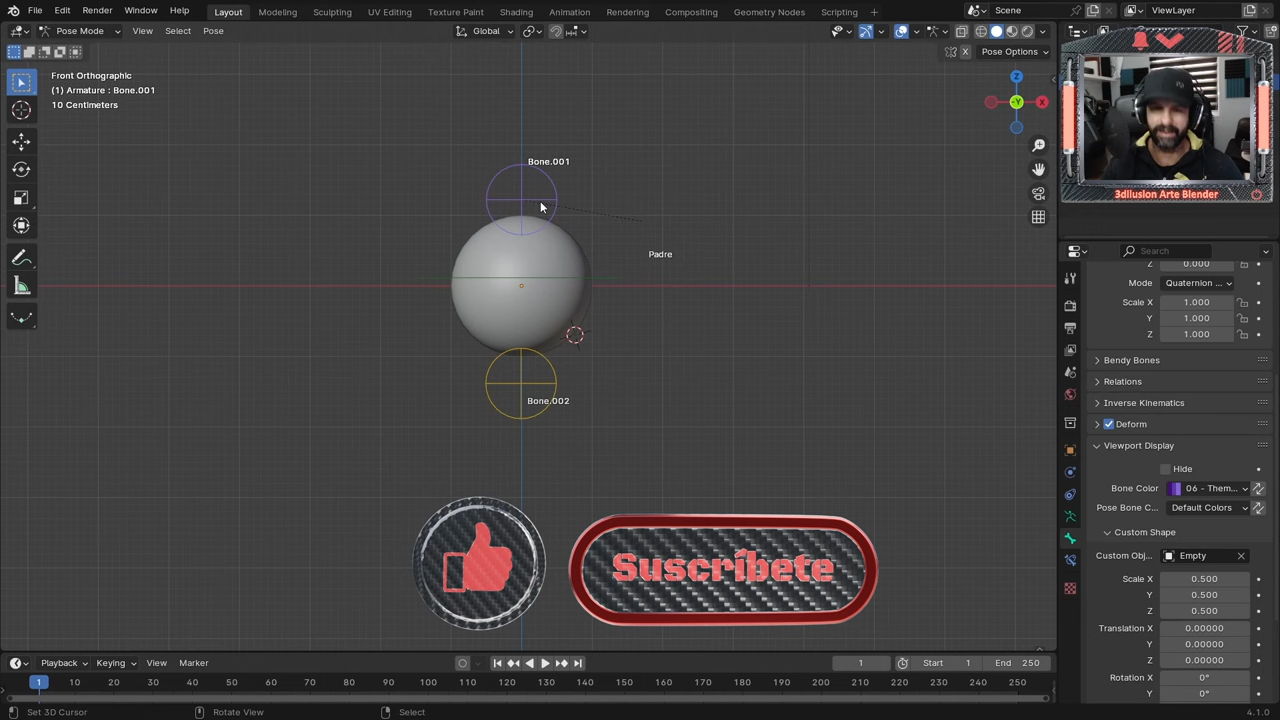 File Edit Render Window Help
Layout Modeling Sculpting UV Editing Texture Paint Shading Animation Rendering Compositing Geometry Nodes Scripting
Scene ViewLayer
Pose Mode View Select Pose Global
X Pose Options
Front Orthographic
(1) Armature : Bone.001
10 Centimeters
Z
-Y X
3dIlusion Arte Blender
Bone.001
Padre
Bone.002
Suscríbete
Search
Z 0.000
Mode Quaternion ...
Scale X 1.000
Y 1.000
Z 1.000
Bendy Bones
Relations
Inverse Kinematics
Deform
Viewport Display
Hide
Bone Color 06 - Them...
Pose Bone C... Default Colors
Custom Shape
Custom Obj... Empty
Scale X 0.500
Y 0.500
Z 0.500
Translation X 0.00000
Y 0.00000
Z 0.00000
Rotation X 0°
Y 0°
Playback Keying View Marker 1 Start 1 End 250
1 10 20 30 40 50 60 70 80 90 100 110 120 130 140 150 160 170 180 190 200 210 220 230 240 250
Set 3D Cursor Rotate View Select 4.1.0